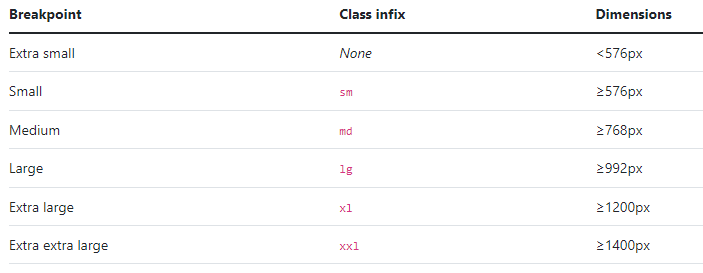 Breakpoint Class infix Dimensions
Extra small None <576px
Small sm ≥576px
Medium md ≥768px
Large lg ≥992px
Extra large xl ≥1200px
Extra extra large xxl ≥1400px